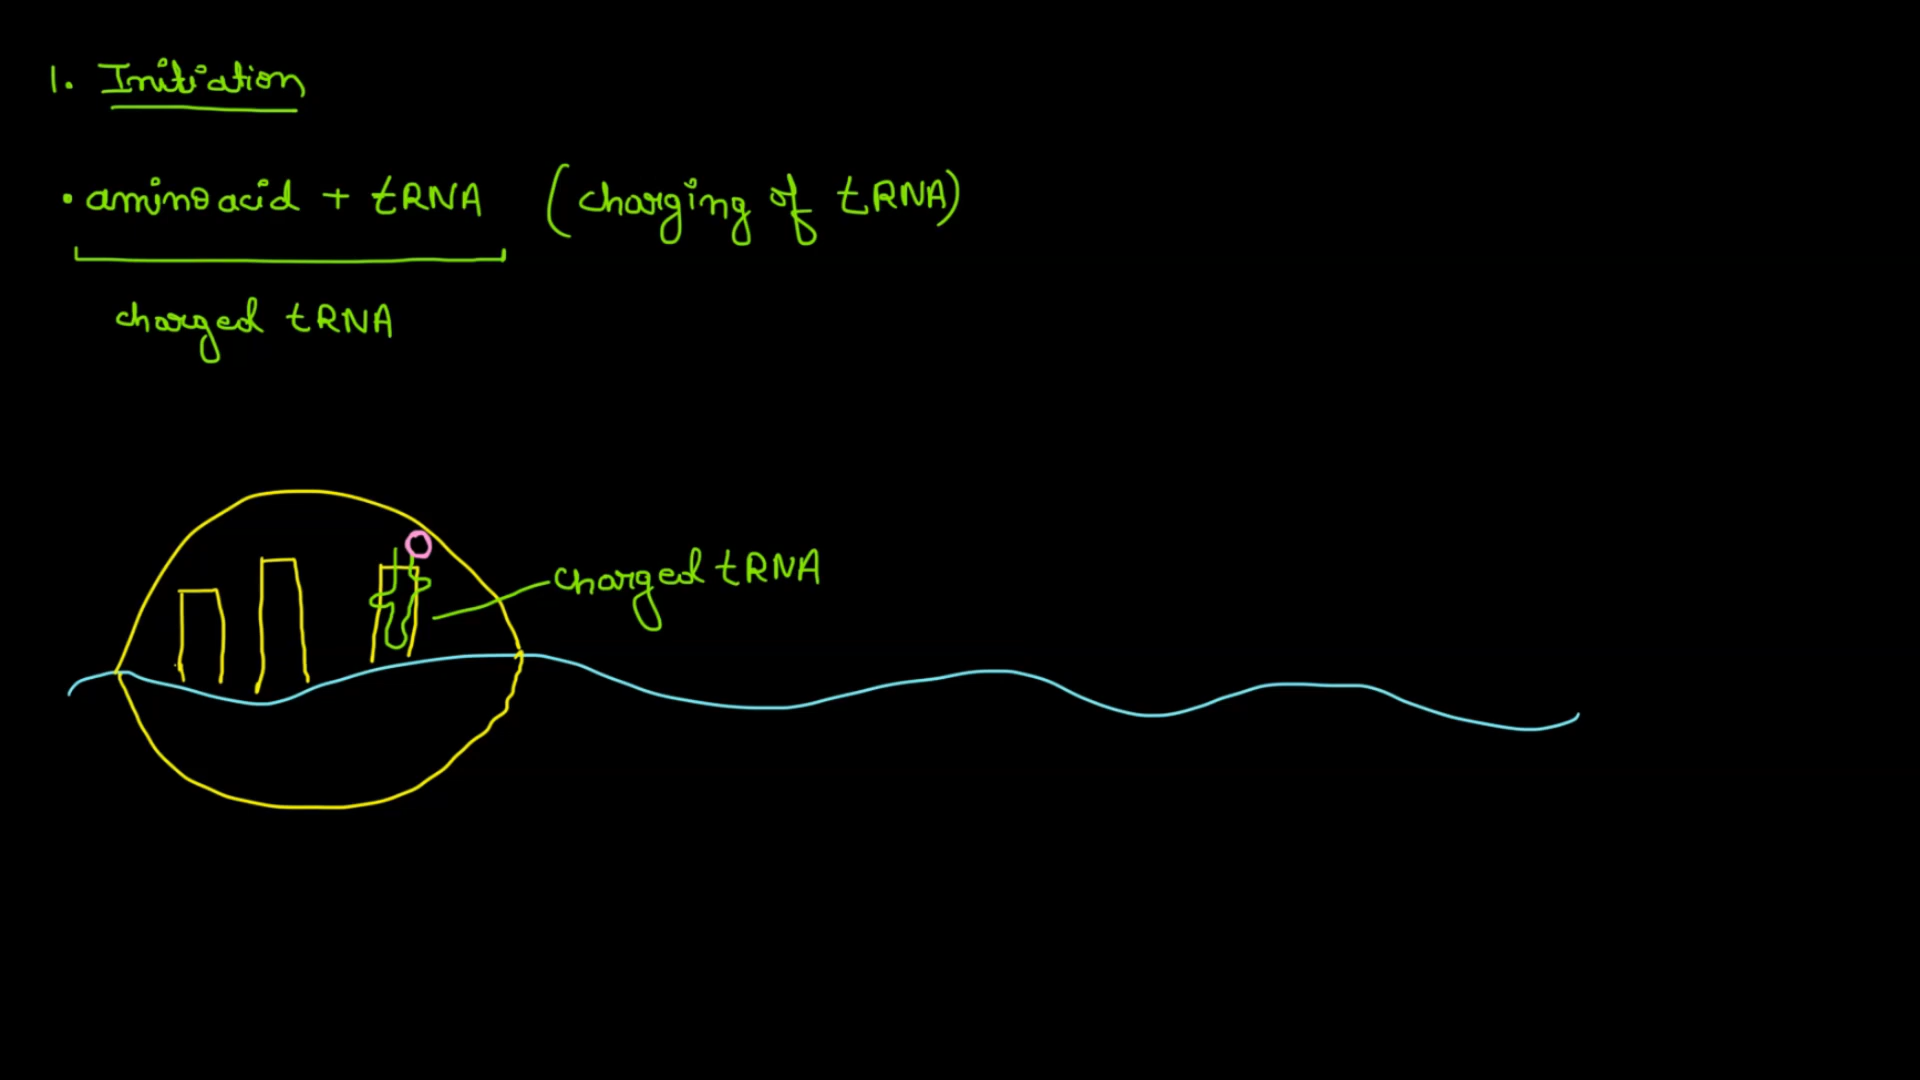 1. Initiation
• amino acid + tRNA (charging of tRNA)
charged tRNA
charged tRNA